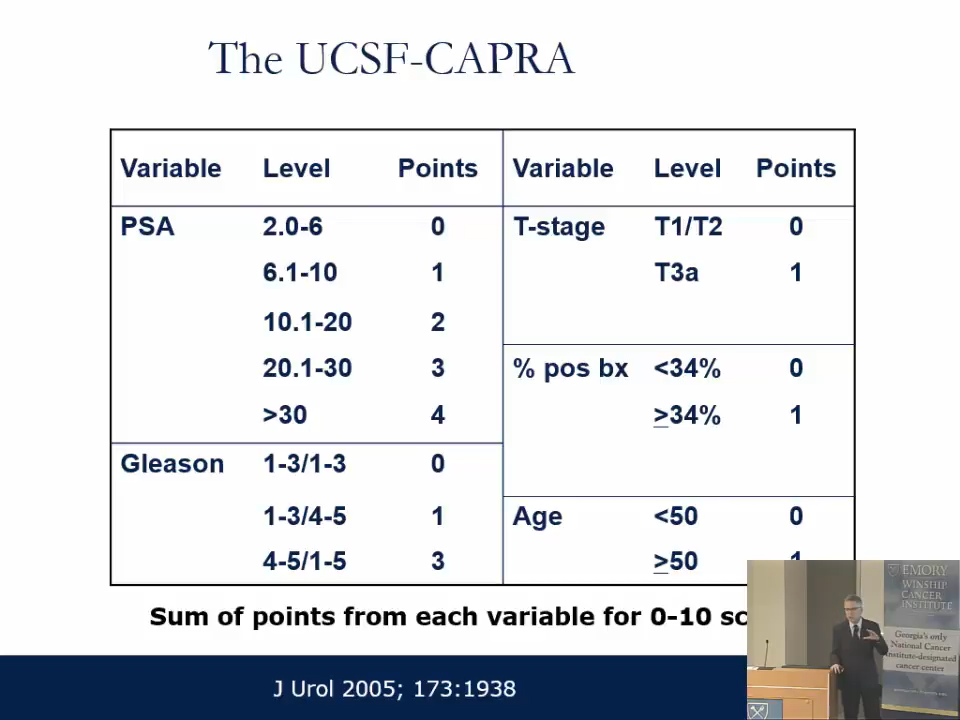 The UCSF-CAPRA
Variable Level Points Variable Level Points
PSA 2.0-6 0 T-stage T1/T2 0
6.1-10 1 T3a 1
10.1-20 2
20.1-30 3 % pos bx <34% 0
>30 4 ≥34% 1
Gleason 1-3/1-3 0
1-3/4-5 1 Age <50 0
4-5/1-5 3 ≥50 1
Sum of points from each variable for 0-10 sc
J Urol 2005; 173:1938
EMORY
WINSHIP
CANCER
INSTITUTE
Georgia's only
National Cancer
Institute-designated
cancer center